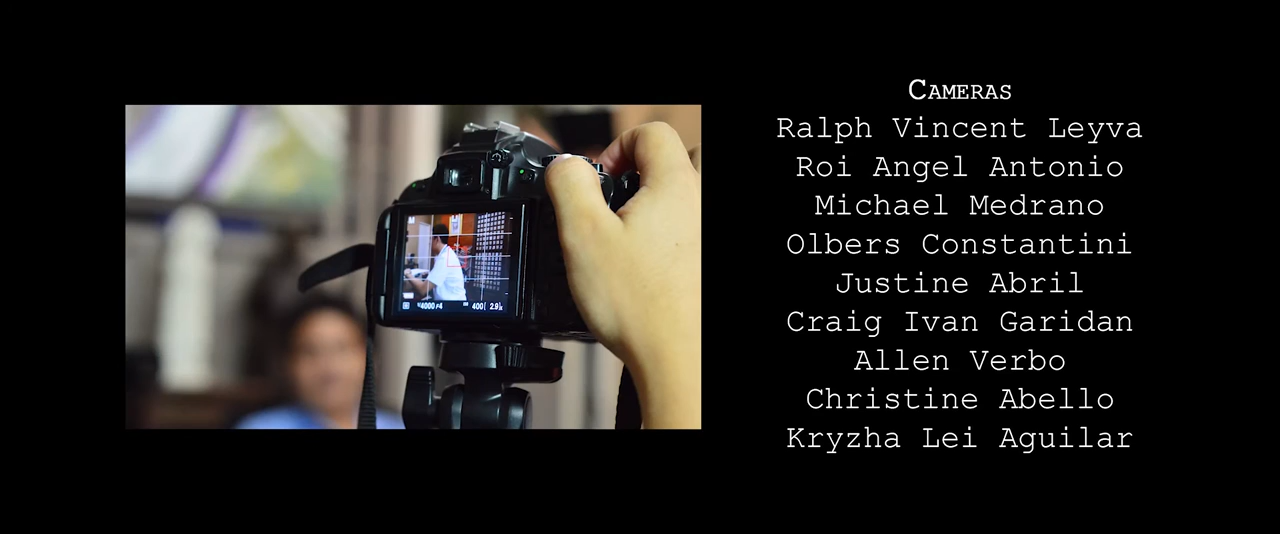 Cameras
Ralph Vincent Leyva
Roi Angel Antonio
Michael Medrano
Olbers Constantini
Justine Abril
Craig Ivan Garidan
Allen Verbo
Christine Abello
Kryzha Lei Aguilar